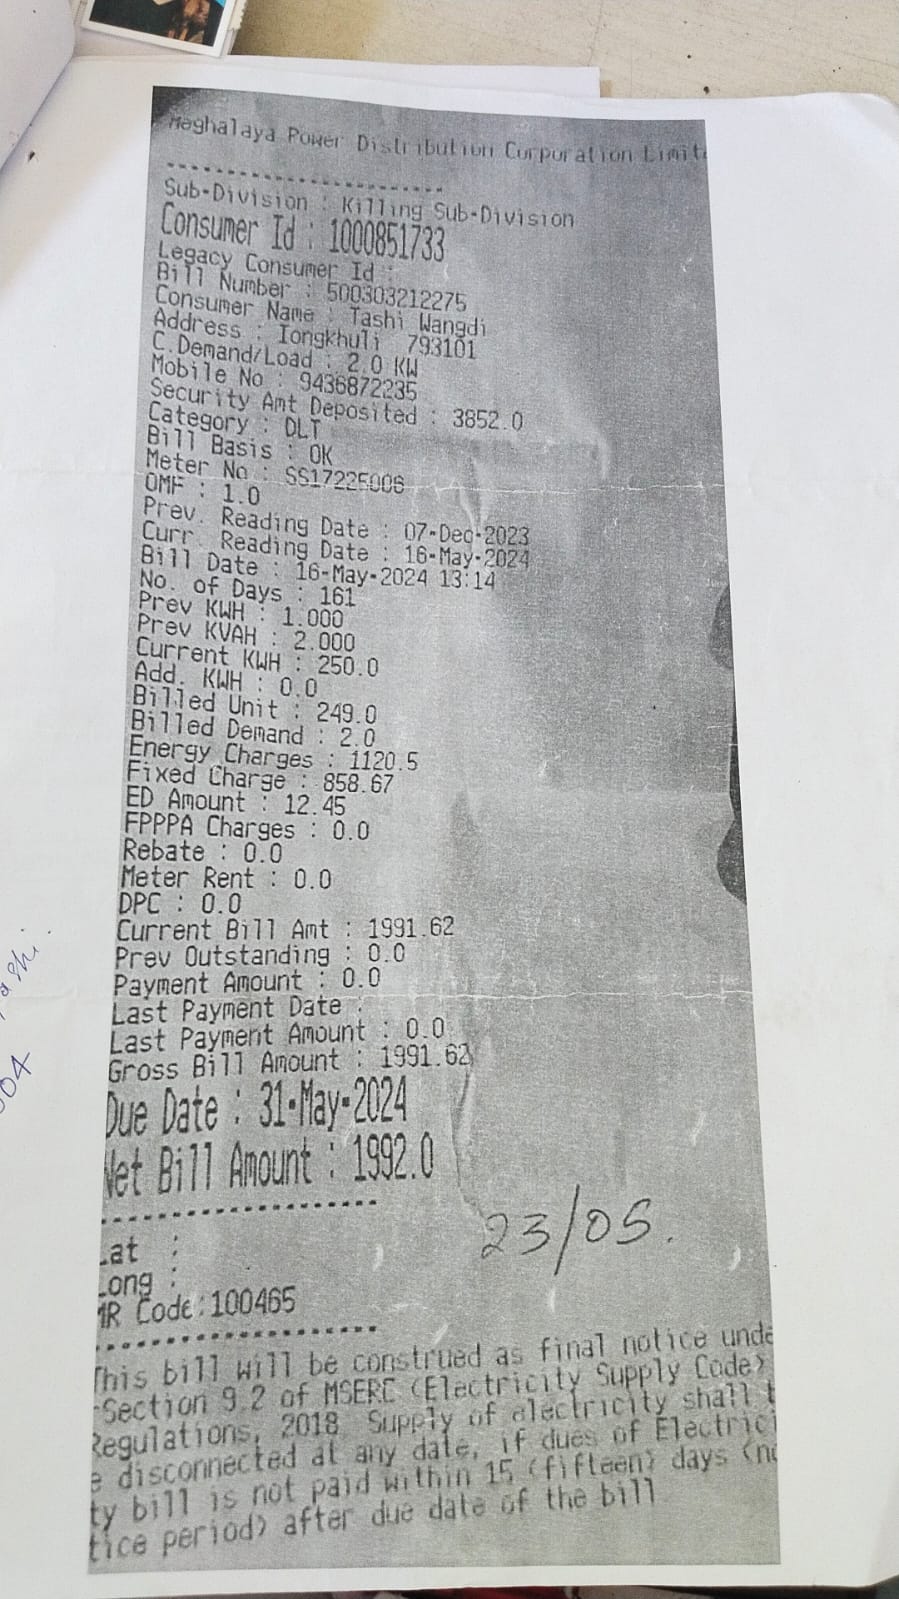 Meghalaya Power Distribution Corporation Limit
Sub-Division : Killing Sub-Division
Consumer Id : 1000851733
Legacy Consumer Id :
Bill Number : 500303212275
Consumer Name : Tashi Wangdi
Address : Iongkhuli 793101
C.Demand/Load : 2.0 KW
Mobile No : 9436872235
Security Amt Deposited : 3852.0
Category : DLT
Bill Basis : OK
Meter No : SS17225006
OMF : 1.0
Prev. Reading Date : 07-Dec-2023
Curr. Reading Date : 16-May-2024
Bill Date : 16-May-2024 13:14
No. of Days : 161
Prev KWH : 1.000
Prev KVAH : 2.000
Current KWH : 250.0
Add. KWH : 0.0
Billed Unit : 249.0
Billed Demand : 2.0
Energy Charges : 1120.5
Fixed Charge : 858.67
ED Amount : 12.45
FPPPA Charges : 0.0
Rebate : 0.0
Meter Rent : 0.0
DPC : 0.0
Current Bill Amt : 1991.62
Prev Outstanding : 0.0
Payment Amount : 0.0
Last Payment Date :
Last Payment Amount : 0.0
Gross Bill Amount : 1991.62
Due Date : 31-May-2024
Net Bill Amount : 1992.0
23/05.
Lat :
Long :
MR Code:100465
This bill will be construed as final notice unde
Section 9.2 of MSERC (Electricity Supply Code)
Regulations, 2018 Supply of electricity shall b
e disconnected at any date, if dues of Electrici
ty bill is not paid within 15 (fifteen) days (no
tice period) after due date of the bill